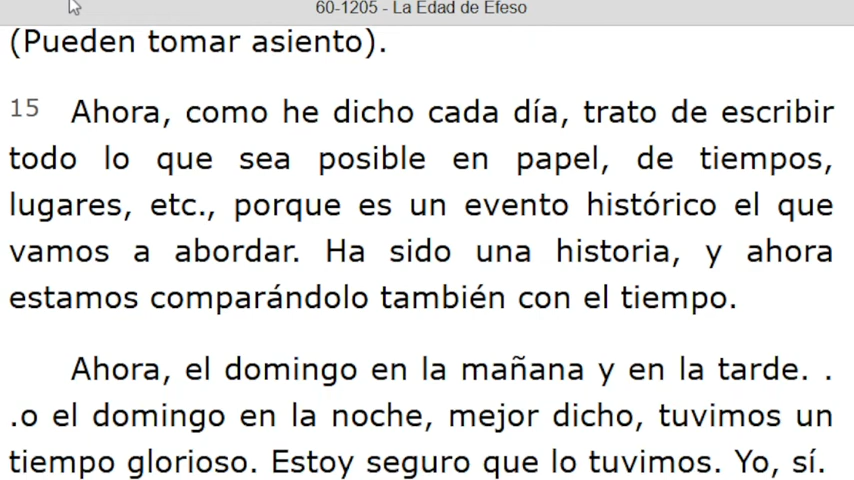 60-1205 - La Edad de Efeso
(Pueden tomar asiento).
15 Ahora, como he dicho cada día, trato de escribir
todo lo que sea posible en papel, de tiempos,
lugares, etc., porque es un evento histórico el que
vamos a abordar. Ha sido una historia, y ahora
estamos comparándolo también con el tiempo.
Ahora, el domingo en la mañana y en la tarde. .
.o el domingo en la noche, mejor dicho, tuvimos un
tiempo glorioso. Estoy seguro que lo tuvimos. Yo, sí.